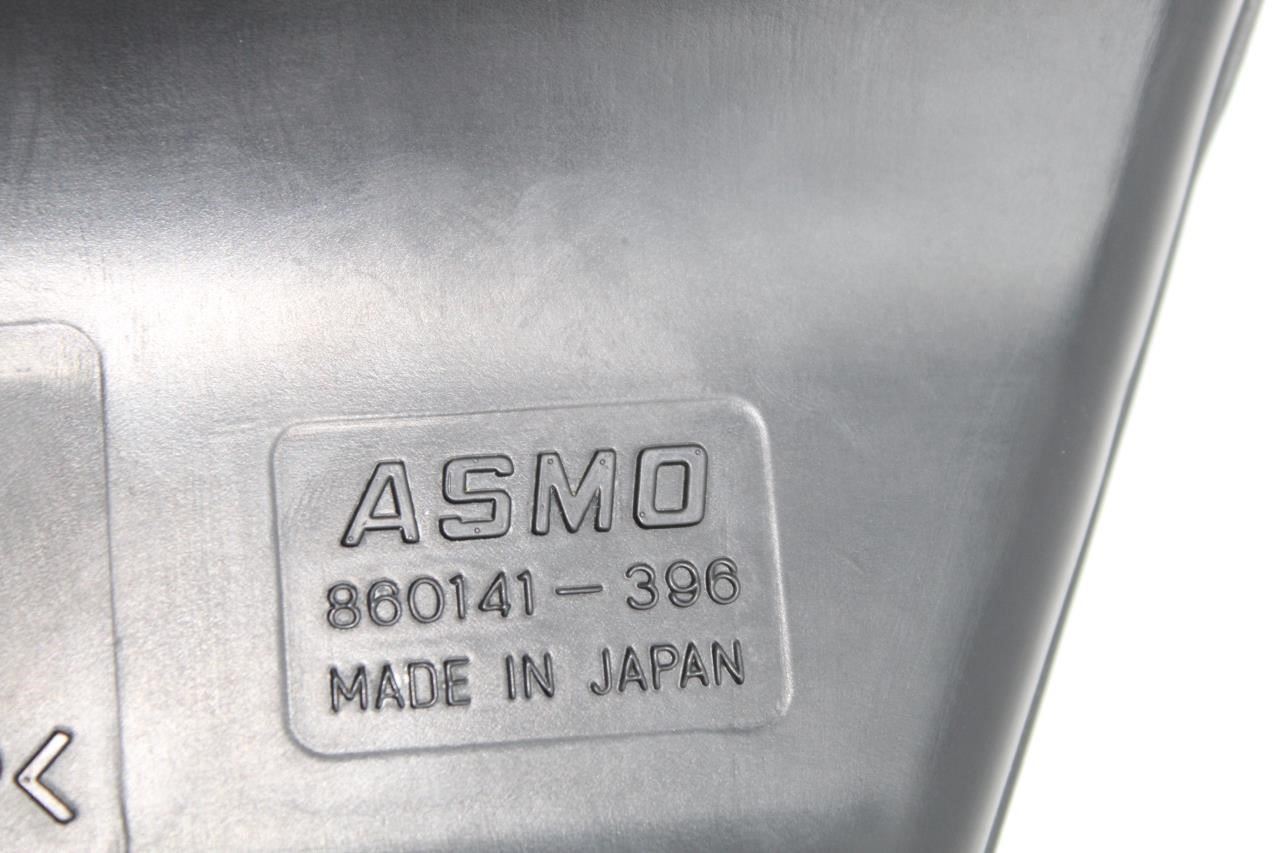 ASMO
860141-396
MADE IN JAPAN
<